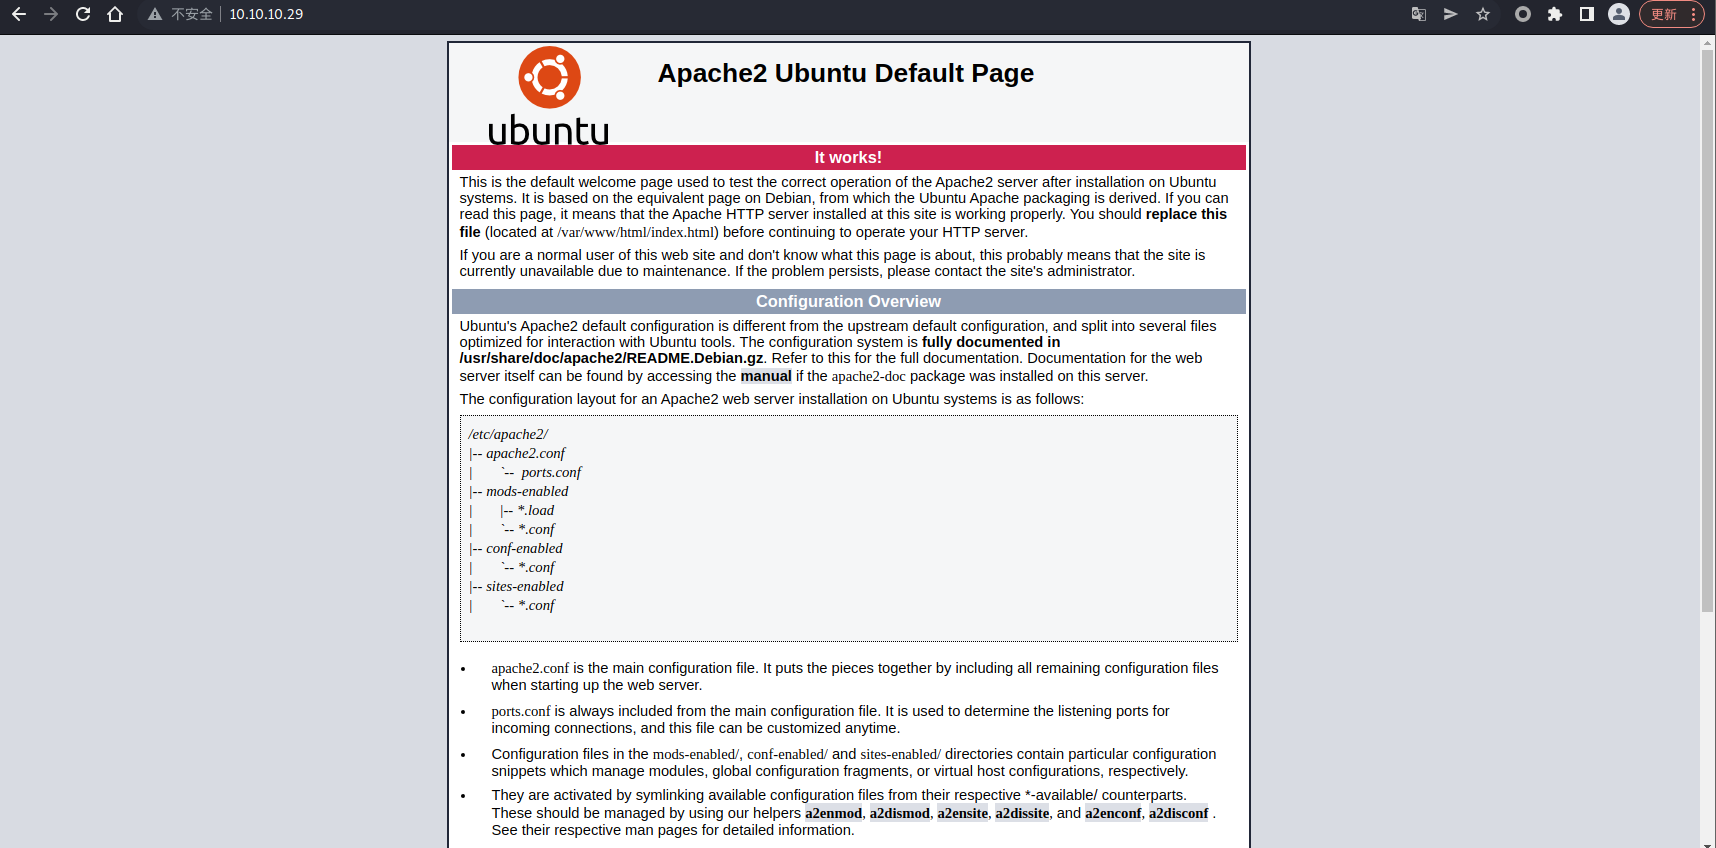 不安全 10.10.10.29
更新
ubuntu
Apache2 Ubuntu Default Page
It works!
This is the default welcome page used to test the correct operation of the Apache2 server after installation on Ubuntu
systems. It is based on the equivalent page on Debian, from which the Ubuntu Apache packaging is derived. If you can
read this page, it means that the Apache HTTP server installed at this site is working properly. You should replace this
file (located at /var/www/html/index.html) before continuing to operate your HTTP server.
If you are a normal user of this web site and don't know what this page is about, this probably means that the site is
currently unavailable due to maintenance. If the problem persists, please contact the site's administrator.
Configuration Overview
Ubuntu's Apache2 default configuration is different from the upstream default configuration, and split into several files
optimized for interaction with Ubuntu tools. The configuration system is fully documented in
/usr/share/doc/apache2/README.Debian.gz. Refer to this for the full documentation. Documentation for the web
server itself can be found by accessing the manual if the apache2-doc package was installed on this server.
The configuration layout for an Apache2 web server installation on Ubuntu systems is as follows:
/etc/apache2/
|-- apache2.conf
| `-- ports.conf
|-- mods-enabled
| |-- *.load
| `-- *.conf
|-- conf-enabled
| `-- *.conf
|-- sites-enabled
| `-- *.conf
• apache2.conf is the main configuration file. It puts the pieces together by including all remaining configuration files
when starting up the web server.
• ports.conf is always included from the main configuration file. It is used to determine the listening ports for
incoming connections, and this file can be customized anytime.
• Configuration files in the mods-enabled/, conf-enabled/ and sites-enabled/ directories contain particular configuration
snippets which manage modules, global configuration fragments, or virtual host configurations, respectively.
• They are activated by symlinking available configuration files from their respective *-available/ counterparts.
These should be managed by using our helpers a2enmod, a2dismod, a2ensite, a2dissite, and a2enconf, a2disconf .
See their respective man pages for detailed information.